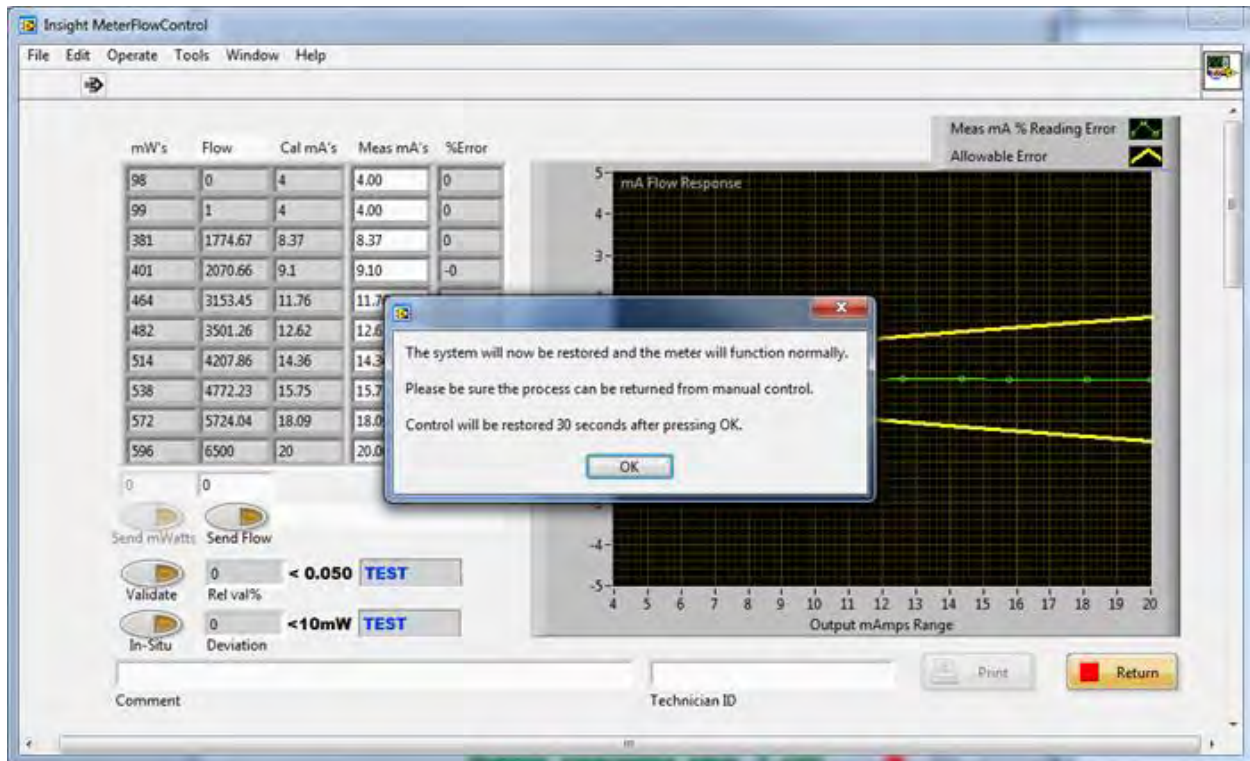 Insight MeterFlowControl
File Edit Operate Tools Window Help
Meas mA % Reading Error
Allowable Error
mW's Flow Cal mA's Meas mA's %Error
98 0 4 4.00 0
99 1 4 4.00 0
381 1774.67 8.37 8.37 0
401 2070.66 9.1 9.10 -0
464 3153.45 11.76
482 3501.26 12.62
514 4207.86 14.36
538 4772.23 15.75
572 5724.04 18.09
596 6500 20
0 0
Send mWatts Send Flow
Validate
0
Rel val%
< 0.050 TEST
In-Situ
0
Deviation
<10mW TEST
mA Flow Response
5
4
3
-4
-5
4 5 6 7 8 9 10 11 12 13 14 15 16 17 18 19 20
Output mAmps Range
The system will now be restored and the meter will function normally.
Please be sure the process can be returned from manual control.
Control will be restored 30 seconds after pressing OK.
OK
Comment
Technician ID
Print
Return